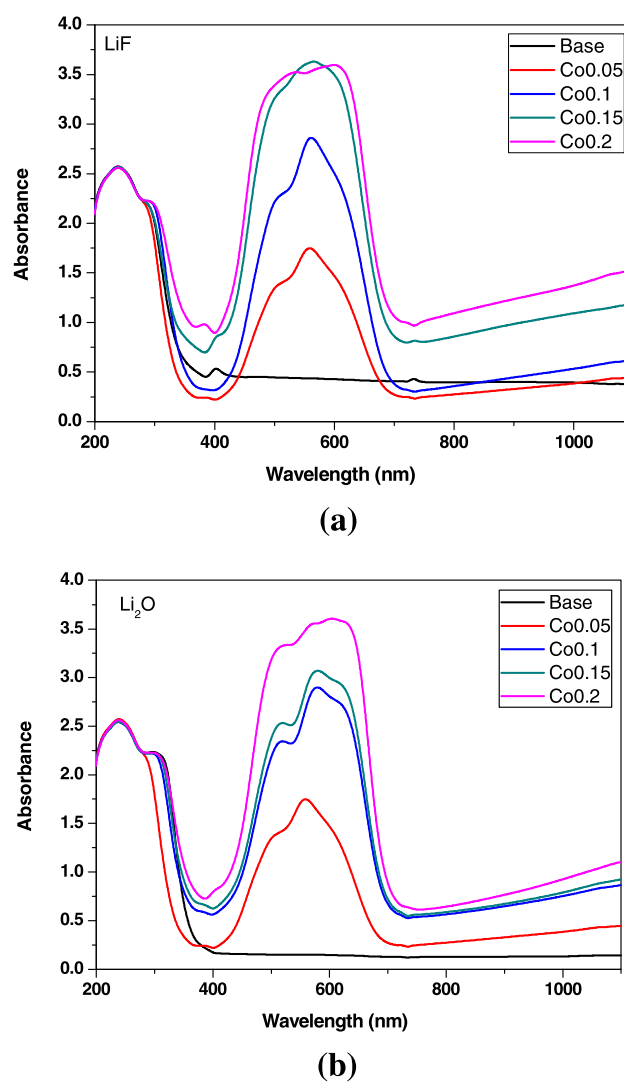 LiF
Base
Co0.05
Co0.1
Co0.15
Co0.2
4.0
3.5
3.0
2.5
2.0
1.5
1.0
0.5
0.0
Absorbance
200 400 600 800 1000
Wavelength (nm)
(a)
Li₂O
Base
Co0.05
Co0.1
Co0.15
Co0.2
4.0
3.5
3.0
2.5
2.0
1.5
1.0
0.5
0.0
Absorbance
200 400 600 800 1000
Wavelength (nm)
(b)